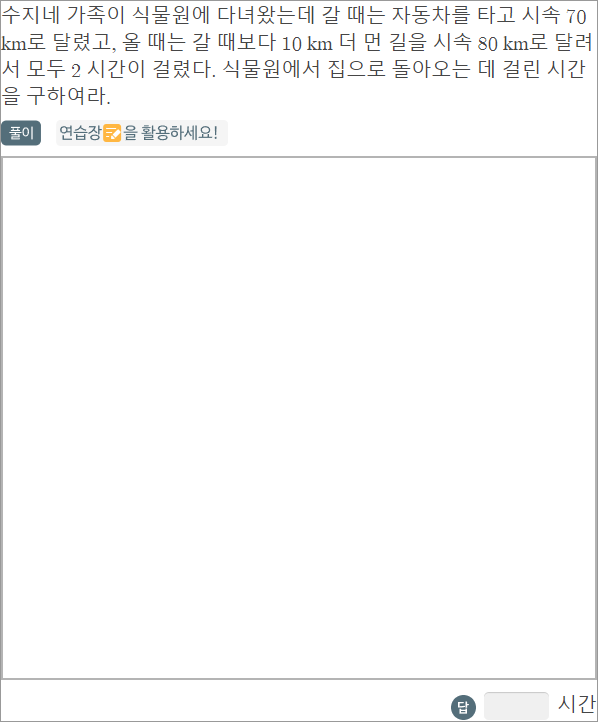 수지네 가족이 식물원에 다녀왔는데 갈 때는 자동차를 타고 시속 70
km로 달렸고, 올 때는 갈 때보다 10 km 더 먼 길을 시속 80 km로 달려
서 모두 2 시간이 걸렸다. 식물원에서 집으로 돌아오는 데 걸린 시간
을 구하여라.
풀이 연습장을 활용하세요!
답 시간